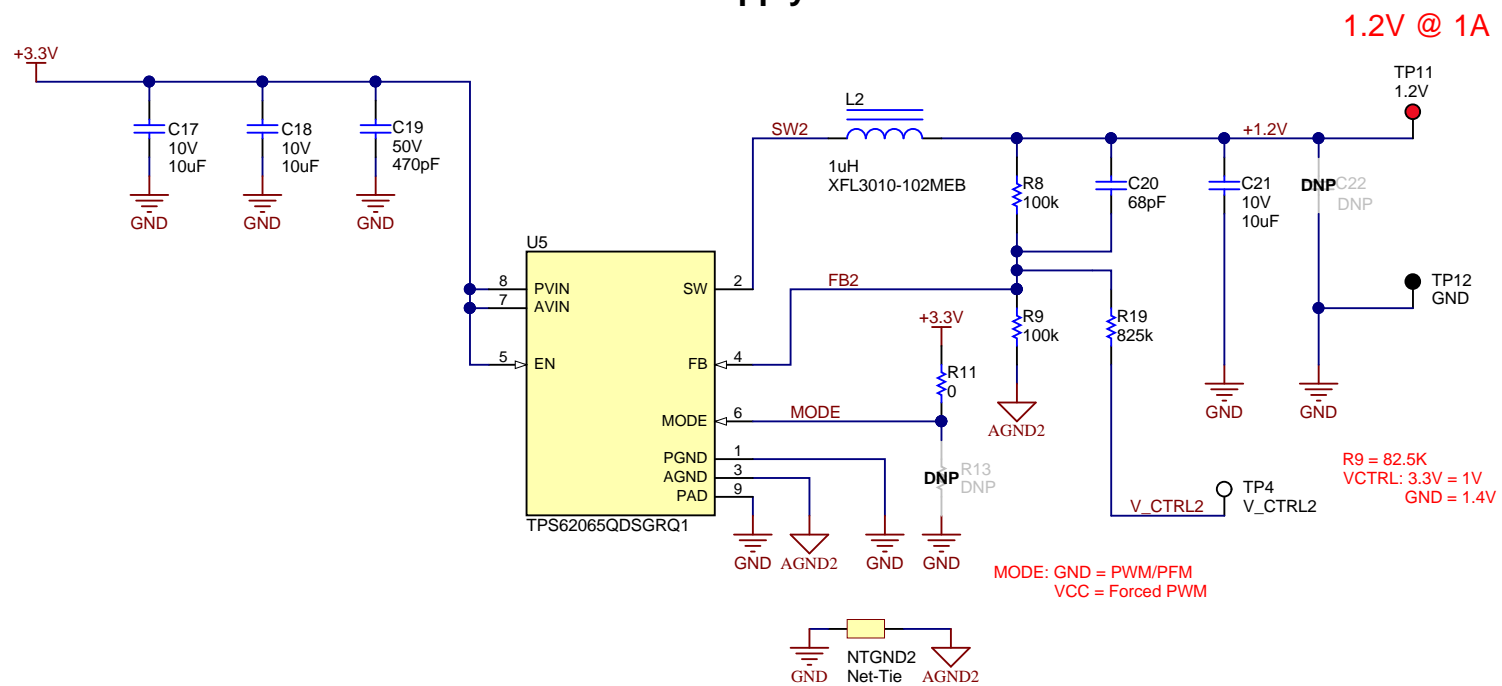 1.2V @ 1A
+3.3V
C17
10V
10uF
GND
C18
10V
10uF
GND
C19
50V
470pF
GND
L2
SW2
1uH
XFL3010-102MEB
+1.2V
TP11
1.2V
R8
100k
C20
68pF
C21
10V
10uF
GND
DNP
C22
DNP
GND
TP12
GND
U5
8
PVIN
7
AVIN
5
EN
SW
2
FB
4
MODE
6
PGND
1
AGND
3
PAD
9
TPS62065QDSGRQ1
FB2
R9
100k
AGND2
R19
825k
+3.3V
R11
0
MODE
DNP
R13
DNP
GND
AGND2
GND
GND
V_CTRL2
TP4
V_CTRL2
R9 = 82.5K
VCTRL: 3.3V = 1V
GND = 1.4V
MODE: GND = PWM/PFM
VCC = Forced PWM
GND
NTGND2
Net-Tie
AGND2